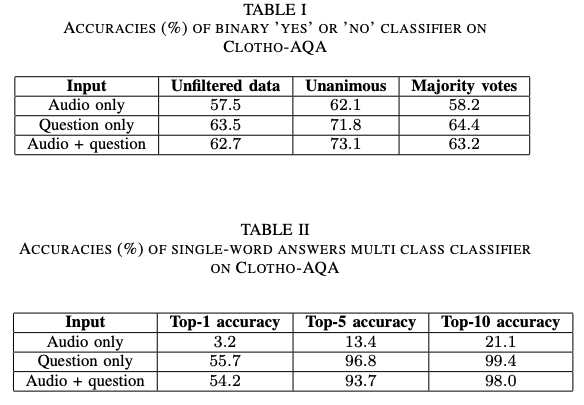 TABLE I
ACCURACIES (%) OF BINARY 'YES' OR 'NO' CLASSIFIER ON
CLOTHO-AQA
Input Unfiltered data Unanimous Majority votes
Audio only 57.5 62.1 58.2
Question only 63.5 71.8 64.4
Audio + question 62.7 73.1 63.2
TABLE II
ACCURACIES (%) OF SINGLE-WORD ANSWERS MULTI CLASS CLASSIFIER
ON CLOTHO-AQA
Input Top-1 accuracy Top-5 accuracy Top-10 accuracy
Audio only 3.2 13.4 21.1
Question only 55.7 96.8 99.4
Audio + question 54.2 93.7 98.0